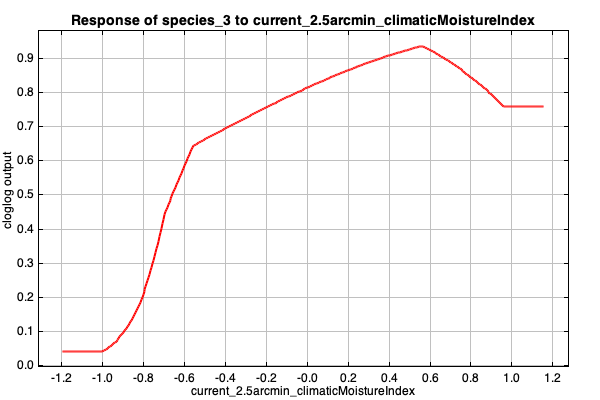 Response of species_3 to current_2.5arcmin_climaticMoistureIndex
cloglog output
0.9
0.8
0.7
0.6
0.5
0.4
0.3
0.2
0.1
0.0
-1.2 -1.0 -0.8 -0.6 -0.4 -0.2 0.0 0.2 0.4 0.6 0.8 1.0 1.2
current_2.5arcmin_climaticMoistureIndex